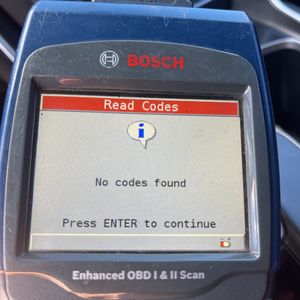 BOSCH
Read Codes
i
No codes found
Press ENTER to continue
Enhanced OBD I & II Scan